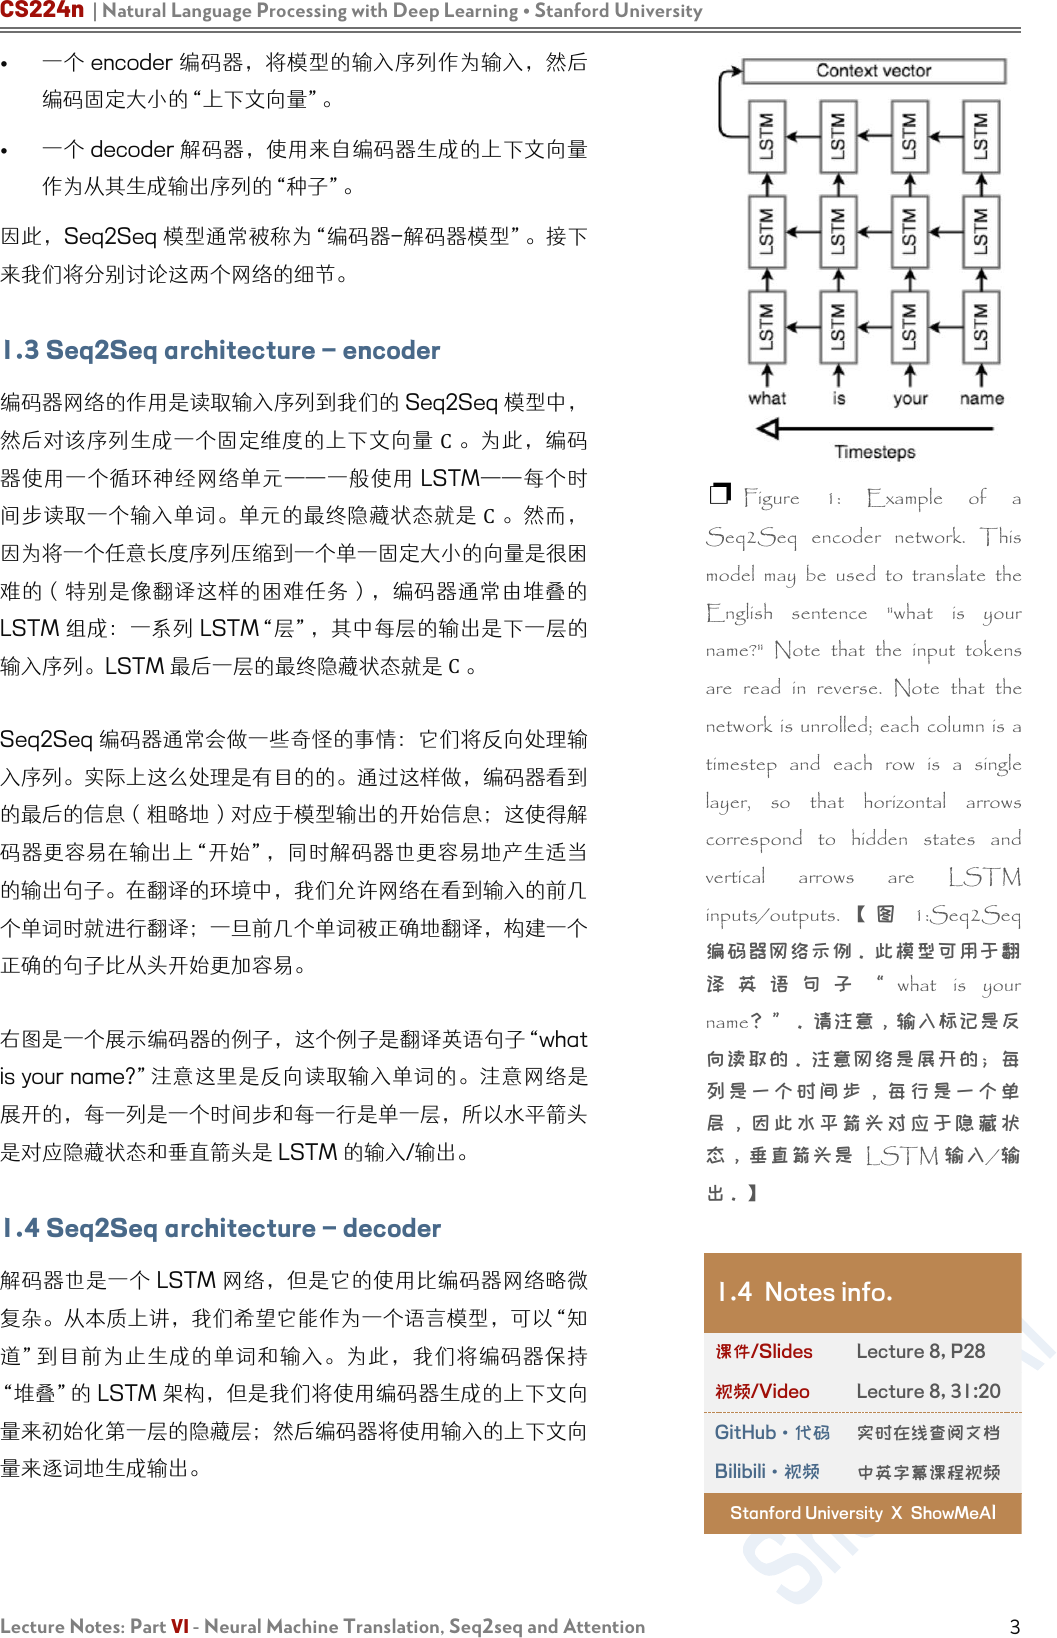 CS224n | Natural Language Processing with Deep Learning • Stanford University
• 一个 encoder 编码器，将模型的输入序列作为输入，然后
编码固定大小的 “上下文向量” 。
• 一个 decoder 解码器，使用来自编码器生成的上下文向量
作为从其生成输出序列的 “种子” 。
因此，Seq2Seq 模型通常被称为 “编码器-解码器模型” 。接下
来我们将分别讨论这两个网络的细节。
1.3 Seq2Seq architecture – encoder
编码器网络的作用是读取输入序列到我们的 Seq2Seq 模型中，
然后对该序列生成一个固定维度的上下文向量 C 。为此，编码
器使用一个循环神经网络单元——一般使用 LSTM——每个时
间步读取一个输入单词。单元的最终隐藏状态就是 C 。然而，
因为将一个任意长度序列压缩到一个单一固定大小的向量是很困
难的（特别是像翻译这样的困难任务），编码器通常由堆叠的
LSTM 组成：一系列 LSTM “层” ，其中每层的输出是下一层的
输入序列。LSTM 最后一层的最终隐藏状态就是 C 。
Seq2Seq 编码器通常会做一些奇怪的事情：它们将反向处理输
入序列。实际上这么处理是有目的的。通过这样做，编码器看到
的最后的信息（粗略地）对应于模型输出的开始信息；这使得解
码器更容易在输出上 “开始” ，同时解码器也更容易地产生适当
的输出句子。在翻译的环境中，我们允许网络在看到输入的前几
个单词时就进行翻译；一旦前几个单词被正确地翻译，构建一个
正确的句子比从头开始更加容易。
右图是一个展示编码器的例子，这个例子是翻译英语句子 “what
is your name?” 注意这里是反向读取输入单词的。注意网络是
展开的，每一列是一个时间步和每一行是单一层，所以水平箭头
是对应隐藏状态和垂直箭头是 LSTM 的输入/输出。
1.4 Seq2Seq architecture – decoder
解码器也是一个 LSTM 网络，但是它的使用比编码器网络略微
复杂。从本质上讲，我们希望它能作为一个语言模型，可以 “知
道” 到目前为止生成的单词和输入。为此，我们将编码器保持
“堆叠” 的 LSTM 架构，但是我们将使用编码器生成的上下文向
量来初始化第一层的隐藏层；然后编码器将使用输入的上下文向
量来逐词地生成输出。
Context vector
LSTM LSTM LSTM LSTM
LSTM LSTM LSTM LSTM
LSTM LSTM LSTM LSTM
what is your name
Timesteps
❐ Figure 1: Example of a
Seq2Seq encoder network. This
model may be used to translate the
English sentence "what is your
name?" Note that the input tokens
are read in reverse. Note that the
network is unrolled; each column is a
timestep and each row is a single
layer, so that horizontal arrows
correspond to hidden states and
vertical arrows are LSTM
inputs/outputs.【图 1:Seq2Seq
编码器网络示例．此模型可用于翻
译英语句子 “ what is your
name？”．请注意，输入标记是反
向读取的．注意网络是展开的；每
列是一个时间步，每行是一个单
层，因此水平箭头对应于隐藏状
态，垂直箭头是 LSTM 输入/输
出．】
1.4 Notes info.
课件/Slides Lecture 8, P28
视频/Video Lecture 8, 31:20
GitHub · 代码 实时在线查阅文档
Bilibili · 视频 中英字幕课程视频
Stanford University X ShowMeAI
Lecture Notes: Part VI - Neural Machine Translation, Seq2seq and Attention 3